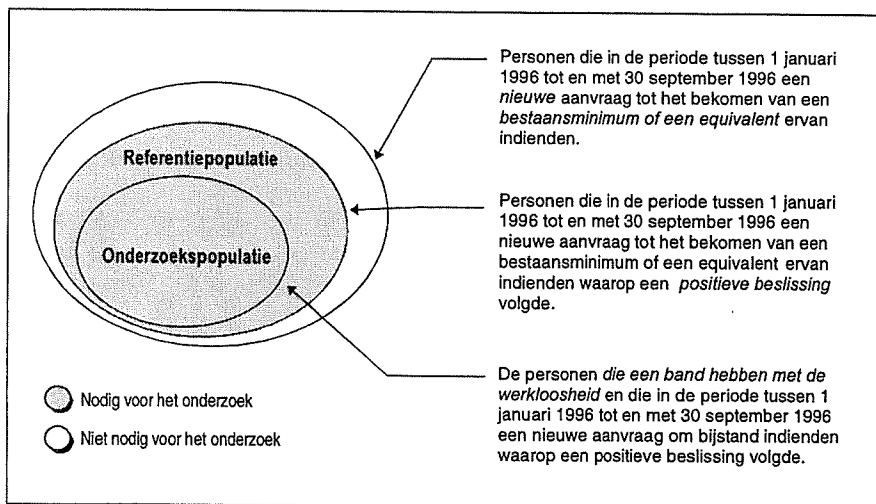 Personen die in de periode tussen 1 januari
1996 tot en met 30 september 1996 een
nieuwe aanvraag tot het bekomen van een
bestaansminimum of een equivalent ervan
indienden.
Referentiepopulatie
Personen die in de periode tussen 1 januari
1996 tot en met 30 september 1996 een
nieuwe aanvraag tot het bekomen van een
bestaansminimum of een equivalent ervan
indienden waarop een positieve beslissing
volgde.
Onderzoekspopulatie
De personen die een band hebben met de
werkloosheid en die in de periode tussen 1
januari 1996 tot en met 30 september 1996
een nieuwe aanvraag om bijstand indienden
waarop een positieve beslissing volgde.
Nodig voor het onderzoek
Niet nodig voor het onderzoek